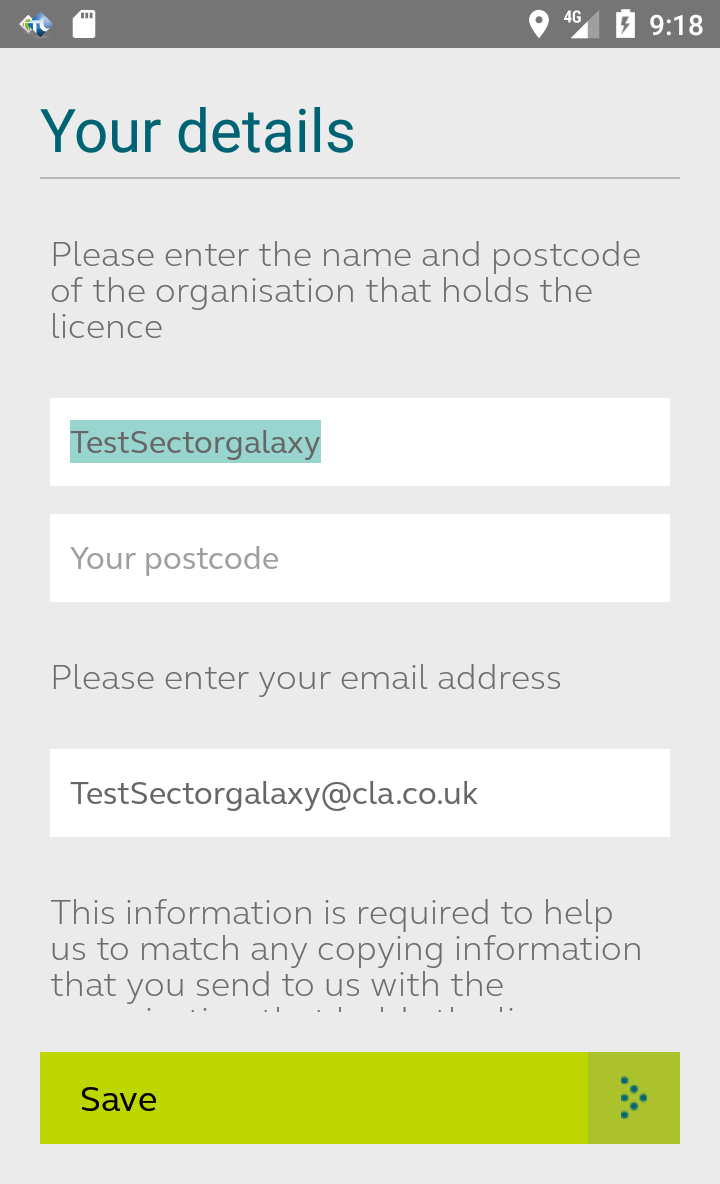 4G 9:18
Your details
Please enter the name and postcode
of the organisation that holds the
licence
TestSectorgalaxy
Your postcode
Please enter your email address
TestSectorgalaxy@cla.co.uk
This information is required to help
us to match any copying information
that you send to us with the
Save